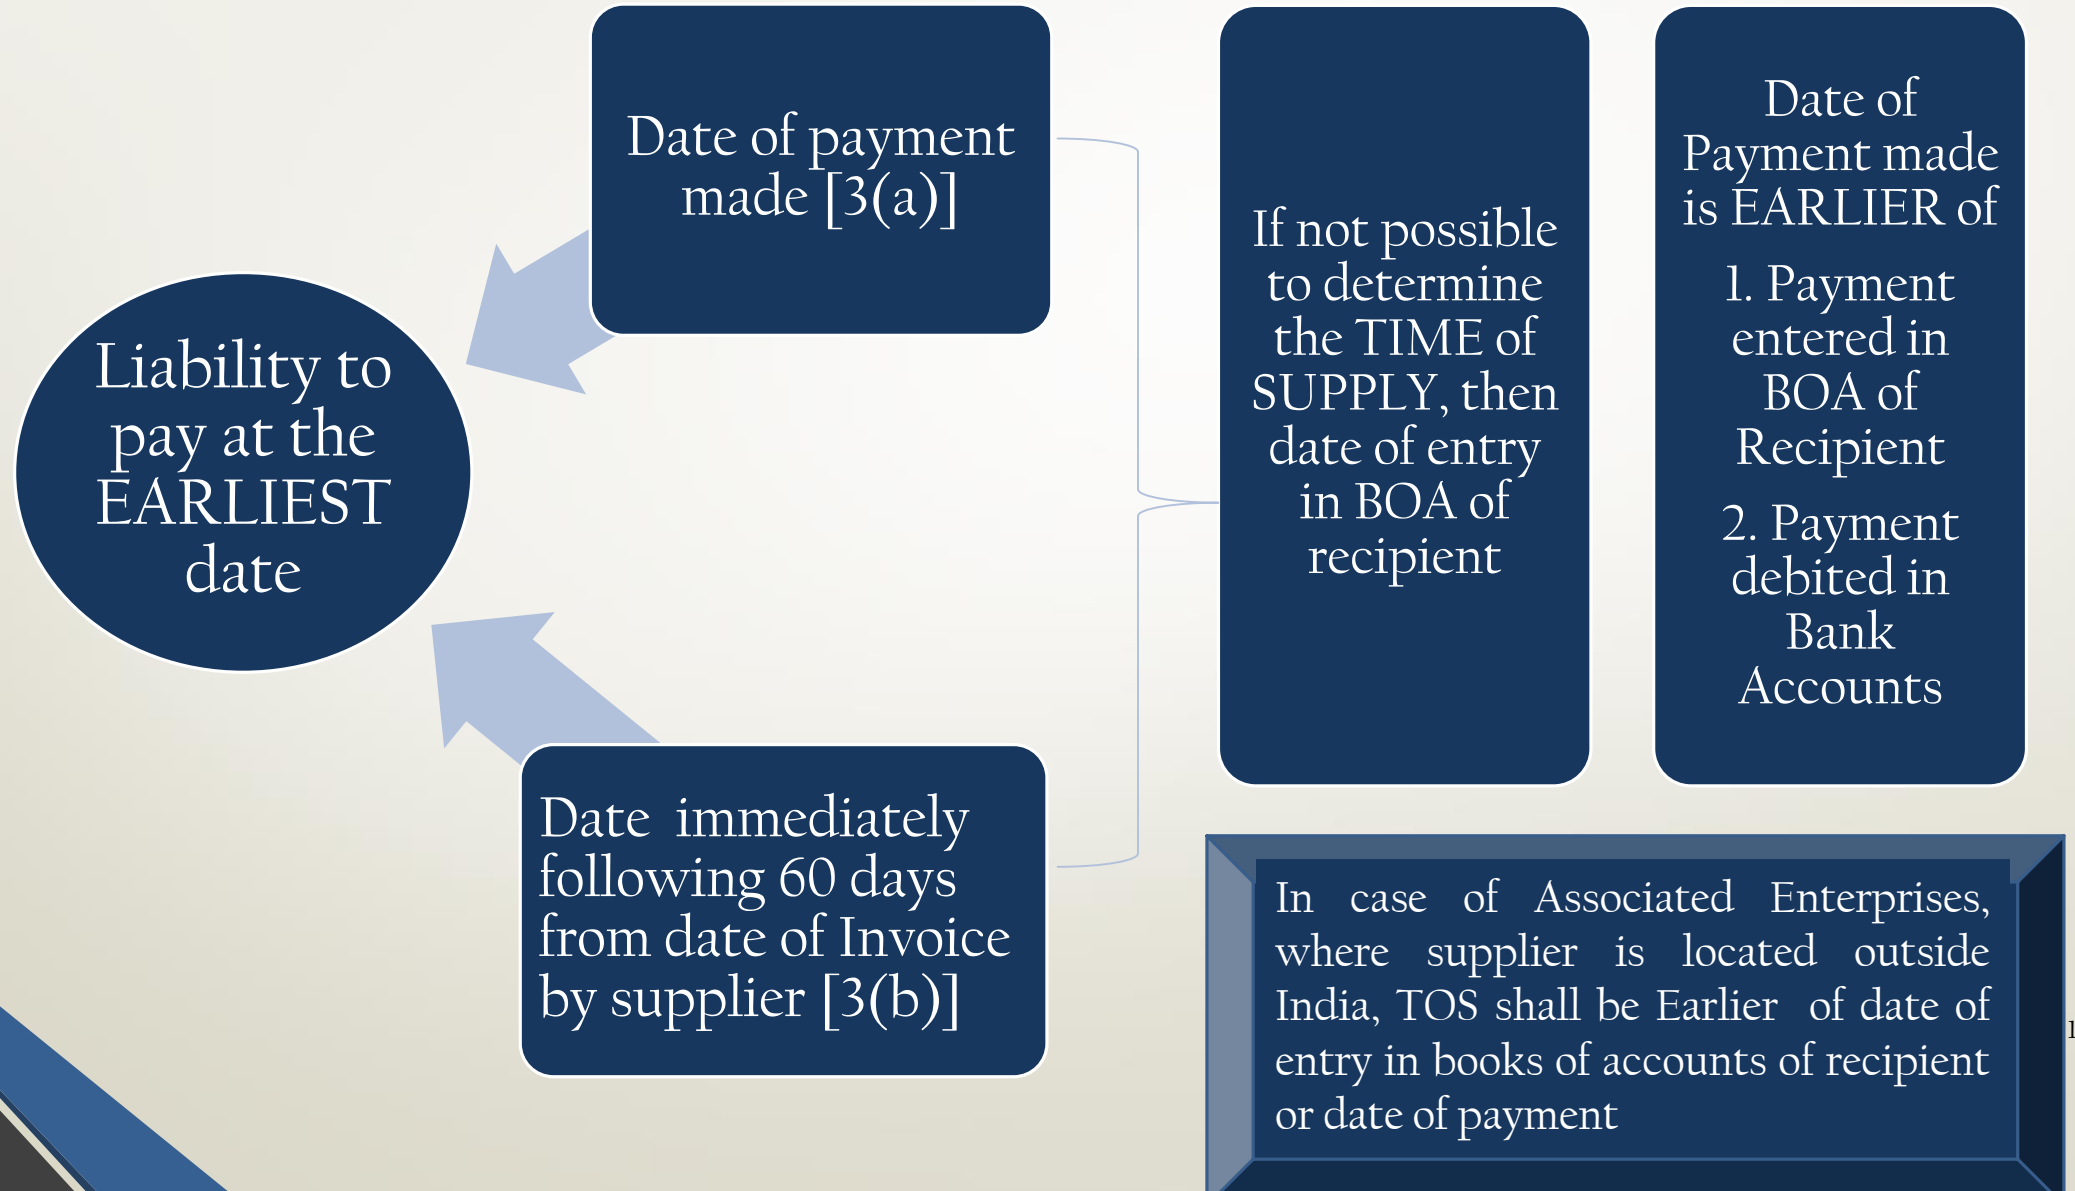 Date of payment
made [3(a)]
Liability to
pay at the
EARLIEST
date
Date immediately
following 60 days
from date of Invoice
by supplier [3(b)]
If not possible
to determine
the TIME of
SUPPLY, then
date of entry
in BOA of
recipient
Date of
Payment made
is EARLIER of
1. Payment
entered in
BOA of
Recipient
2. Payment
debited in
Bank
Accounts
In case of Associated Enterprises,
where supplier is located outside
India, TOS shall be Earlier of date of
entry in books of accounts of recipient
or date of payment